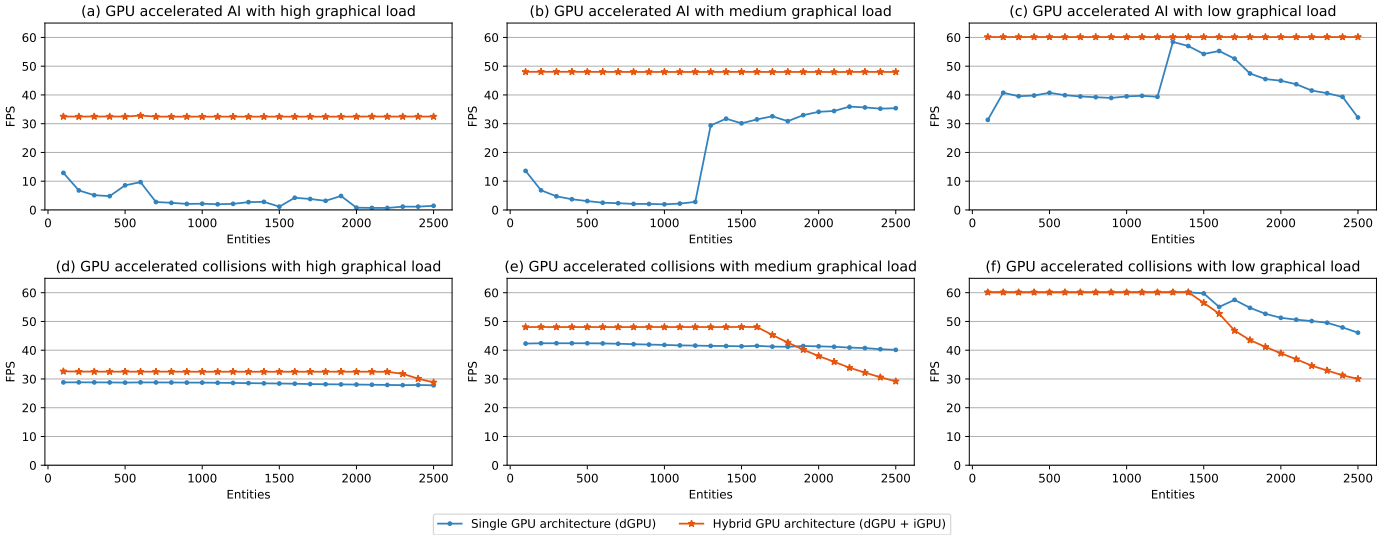 (a) GPU accelerated AI with high graphical load
(b) GPU accelerated AI with medium graphical load
(c) GPU accelerated AI with low graphical load
60
50
40
30
20
10
0
FPS
0 500 1000 1500 2000 2500
Entities
60
50
40
30
20
10
0
FPS
0 500 1000 1500 2000 2500
Entities
60
50
40
30
20
10
0
FPS
0 500 1000 1500 2000 2500
Entities
(d) GPU accelerated collisions with high graphical load
(e) GPU accelerated collisions with medium graphical load
(f) GPU accelerated collisions with low graphical load
60
50
40
30
20
10
0
FPS
0 500 1000 1500 2000 2500
Entities
60
50
40
30
20
10
0
FPS
0 500 1000 1500 2000 2500
Entities
60
50
40
30
20
10
0
FPS
0 500 1000 1500 2000 2500
Entities
Single GPU architecture (dGPU)
Hybrid GPU architecture (dGPU + iGPU)